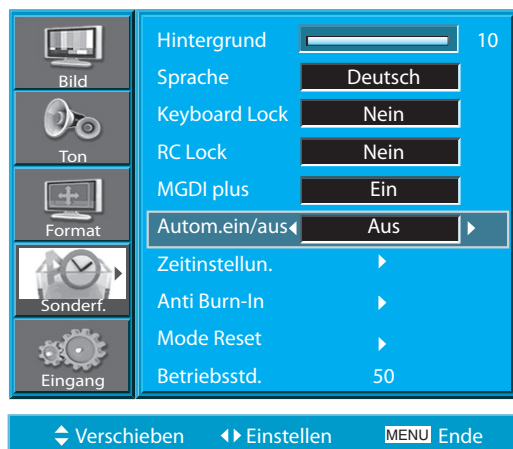 Bild
Ton
Format
Sonderf.
Eingang
Hintergrund 10
Sprache Deutsch
Keyboard Lock Nein
RC Lock Nein
MGDI plus Ein
Autom.ein/aus Aus
Zeitinstellun.
Anti Burn-In
Mode Reset
Betriebsstd. 50
Verschieben Einstellen MENU Ende